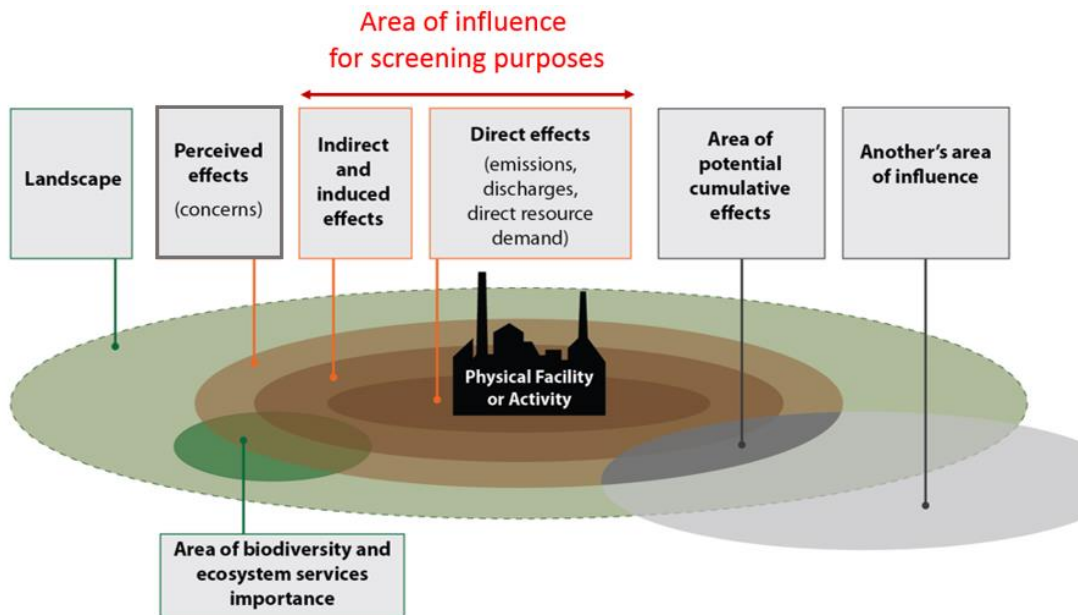 Area of influence
for screening purposes
Landscape
Perceived
effects
(concerns)
Indirect
and
induced
effects
Direct effects
(emissions,
discharges,
direct resource
demand)
Area of
potential
cumulative
effects
Another's area
of influence
Physical Facility
or Activity
Area of biodiversity and
ecosystem services
importance